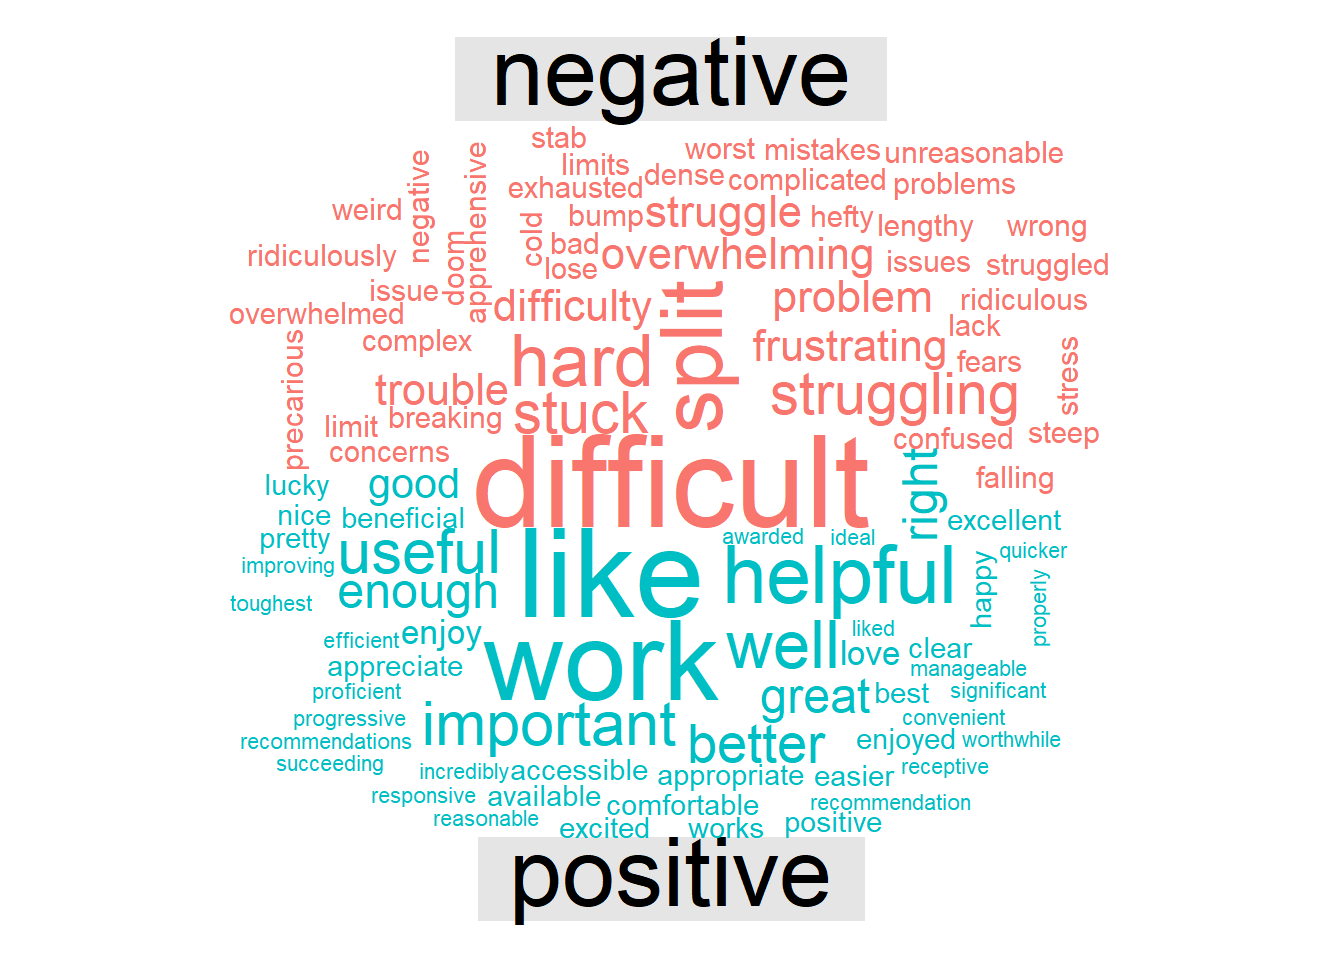 negative
stab
worst mistakes unreasonable
limits
dense complicated problems
exhausted
negative
apprehensive
weird
bump struggle hefty lengthy wrong
cold
bad
ridiculously
doom
overwhelming issues struggled
lose
issue
difficulty
split
problem ridiculous
overwhelmed
lack
complex
hard
frustrating
fears
stress
precarious
trouble
struggling
breaking
stuck
limit
confused steep
concerns
difficult
right
falling
lucky
good
nice
beneficial
excellent
pretty
useful
like
awarded ideal
quicker
improving
helpful
happy
properly
toughest
enough
efficient enjoy
work
well
liked
love clear
appreciate
manageable
proficient
great best significant
progressive
important
convenient
recommendations
better enjoyed worthwhile
succeeding
incredibly accessible appropriate easier receptive
responsive available comfortable recommendation
reasonable
excited works positive
positive